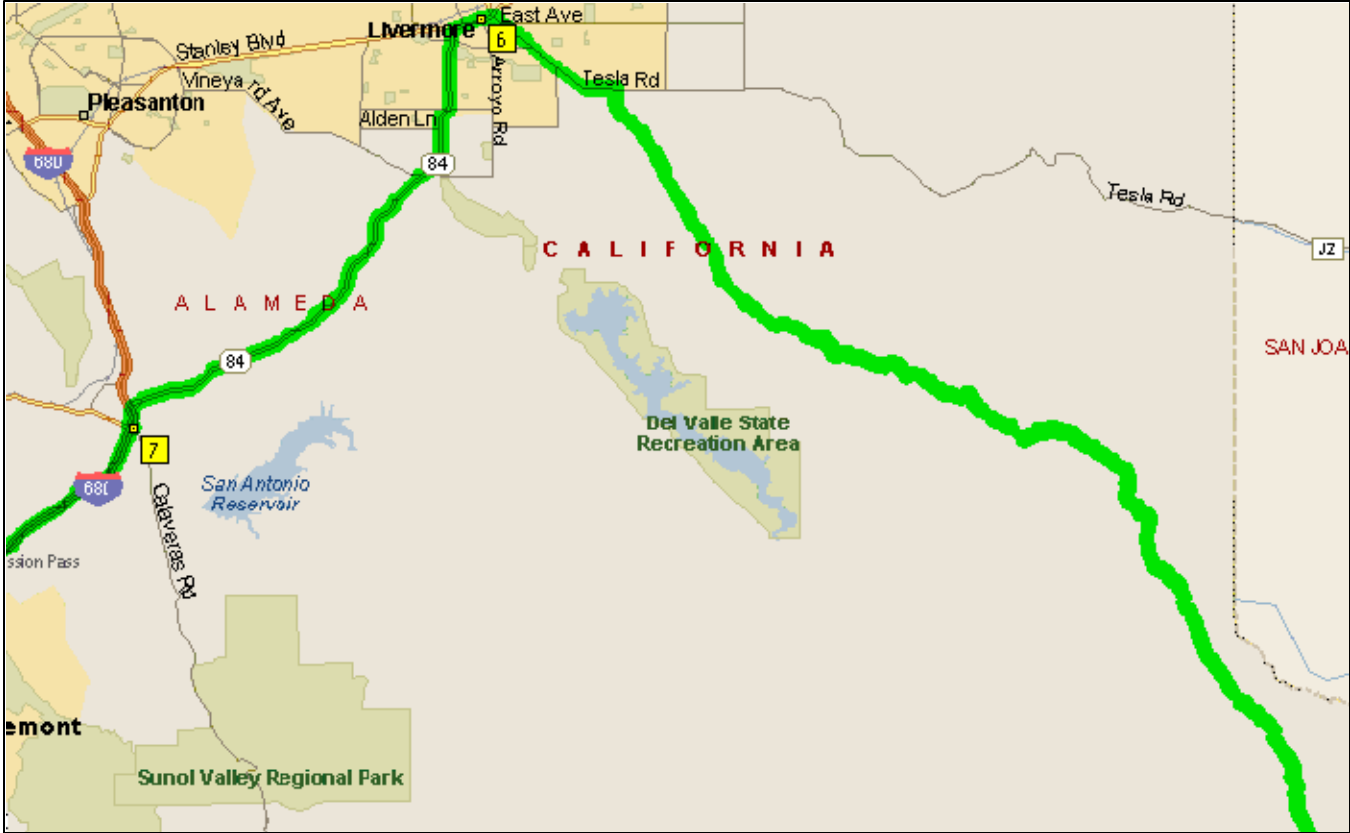 East Ave
Livermore
6
Stanley Blvd
Vineyard Ave
Tesla Rd
Arroyo Rd
Pleasanton
Alden Ln
680
84
Tesla Rd
CALIFORNIA
J2
ALAMEDA
SAN JOA
84
Del Valle State
Recreation Area
7
680
San Antonio
Reservoir
Calaveras Rd
ssion Pass
emont
Sunol Valley Regional Park